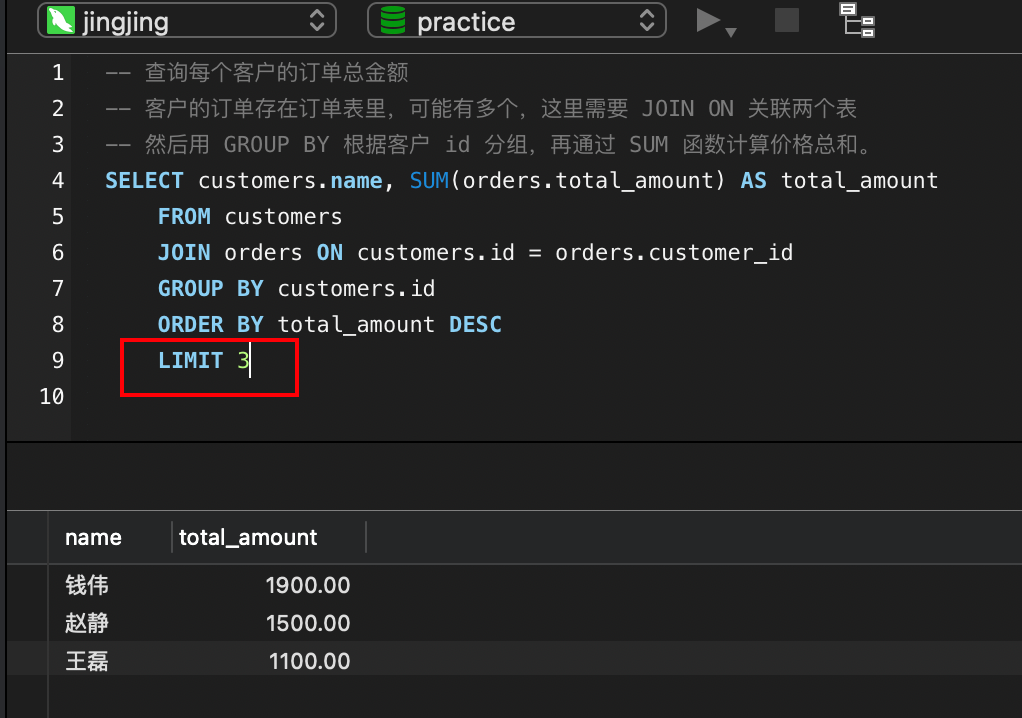 jingjing practice
1 -- 查询每个客户的订单总金额
2 -- 客户的订单存在订单表里，可能有多个，这里需要 JOIN ON 关联两个表
3 -- 然后用 GROUP BY 根据客户 id 分组，再通过 SUM 函数计算价格总和。
4 SELECT customers.name, SUM(orders.total_amount) AS total_amount
5 FROM customers
6 JOIN orders ON customers.id = orders.customer_id
7 GROUP BY customers.id
8 ORDER BY total_amount DESC
9 LIMIT 3
10
name total_amount
钱伟 1900.00
赵静 1500.00
王磊 1100.00